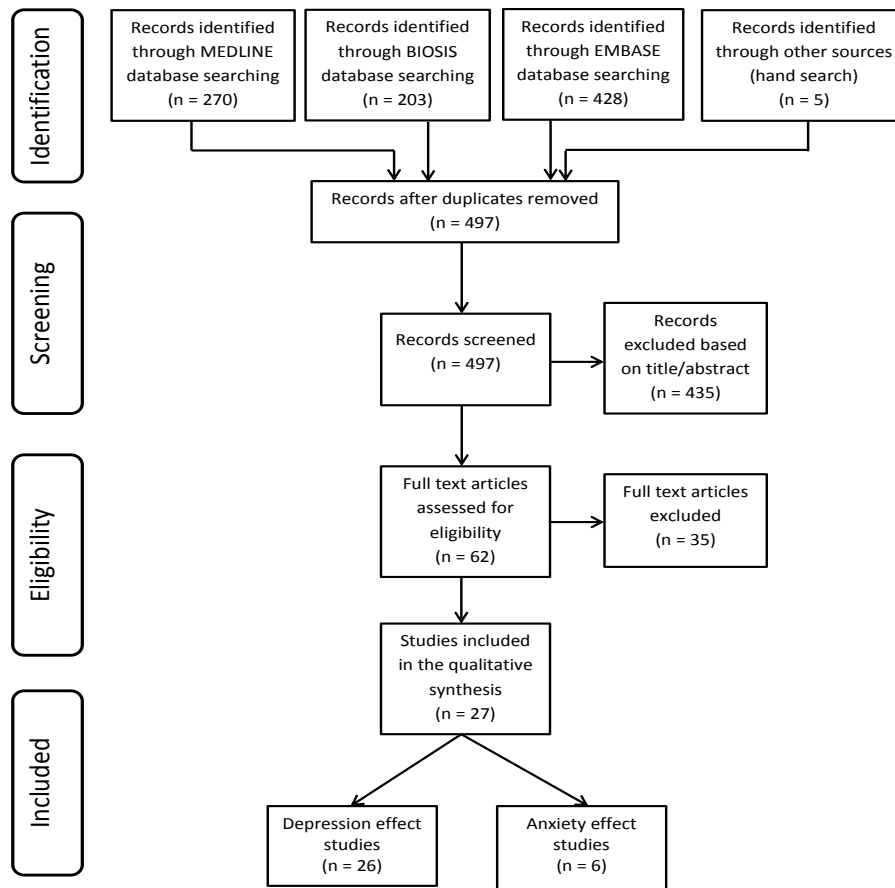 Identification
Records identified
through MEDLINE
database searching
(n = 270)
Records identified
through BIOSIS
database searching
(n = 203)
Records identified
through EMBASE
database searching
(n = 428)
Records identified
through other sources
(hand search)
(n = 5)
Records after duplicates removed
(n = 497)
Screening
Records screened
(n = 497)
Records
excluded based
on title/abstract
(n = 435)
Eligibility
Full text articles
assessed for
eligibility
(n = 62)
Full text articles
excluded
(n = 35)
Studies included
in the qualitative
synthesis
(n = 27)
Included
Depression effect
studies
(n = 26)
Anxiety effect
studies
(n = 6)